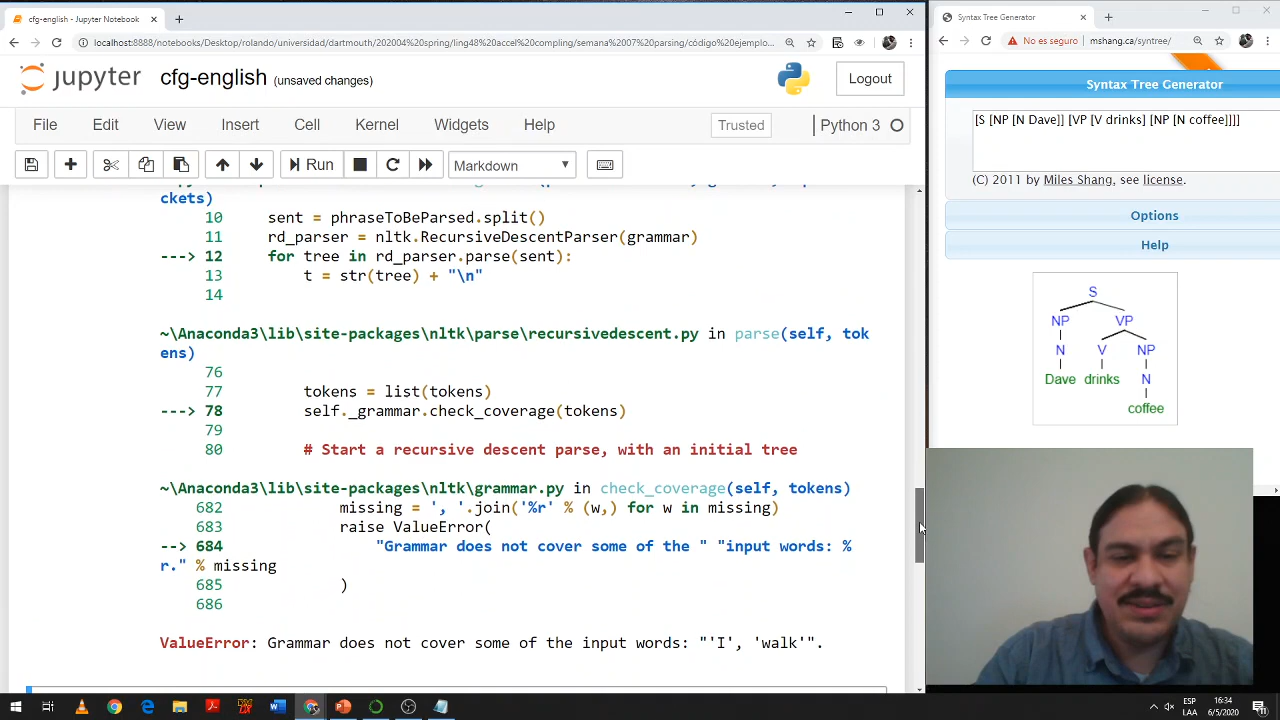 cfg-english - Jupyter Notebook
localhost:8888/notebooks/Desktop/rolando/universidad/dartmouth/202004%20spring/ling48%20accel%20compling/semana%2007%20parsing/código%20ejemplo...
jupyter cfg-english (unsaved changes)
Logout
File Edit View Insert Cell Kernel Widgets Help Trusted Python 3
Run Markdown
ckets)
10 sent = phraseToBeParsed.split()
11 rd_parser = nltk.RecursiveDescentParser(grammar)
---> 12 for tree in rd_parser.parse(sent):
13 t = str(tree) + "\n"
14
~\Anaconda3\lib\site-packages\nltk\parse\recursivedescent.py in parse(self, tok
ens)
76
77 tokens = list(tokens)
---> 78 self._grammar.check_coverage(tokens)
79
80 # Start a recursive descent parse, with an initial tree
~\Anaconda3\lib\site-packages\nltk\grammar.py in check_coverage(self, tokens)
682 missing = ', '.join('%r' % (w,) for w in missing)
683 raise ValueError(
--> 684 "Grammar does not cover some of the " "input words: %
r." % missing
685 )
686
ValueError: Grammar does not cover some of the input words: "'I', 'walk'".
Syntax Tree Generator
No es seguro mshang.ca/syntree/
Syntax Tree Generator
[S [NP [N Dave]] [VP [V drinks] [NP [N coffee]]]]
(C) 2011 by Miles Shang, see license.
Options
Help
S
NP VP
N V NP
Dave drinks N
coffee
ESP 16:34
LAA 6/5/2020